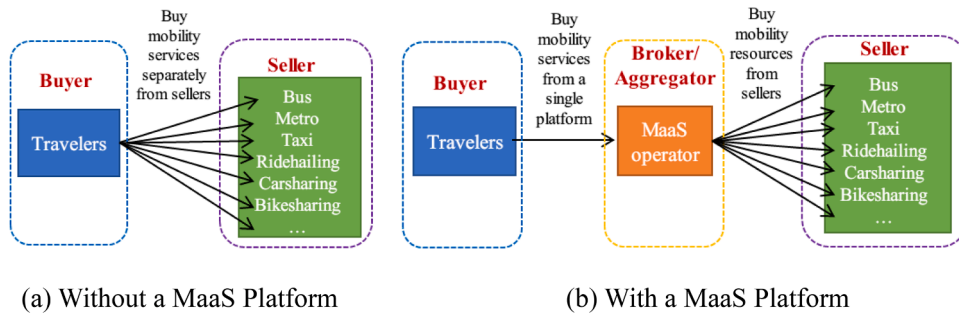 Buy
mobility
services
separately
from sellers
Buyer
Travelers
Seller
Bus
Metro
Taxi
Ridehailing
Carsharing
Bikesharing
...
(a) Without a MaaS Platform
Buyer
Travelers
Buy
mobility
services
from a
single
platform
Broker/
Aggregator
MaaS
operator
Buy
mobility
resources
from
sellers
Seller
Bus
Metro
Taxi
Ridehailing
Carsharing
Bikesharing
...
(b) With a MaaS Platform